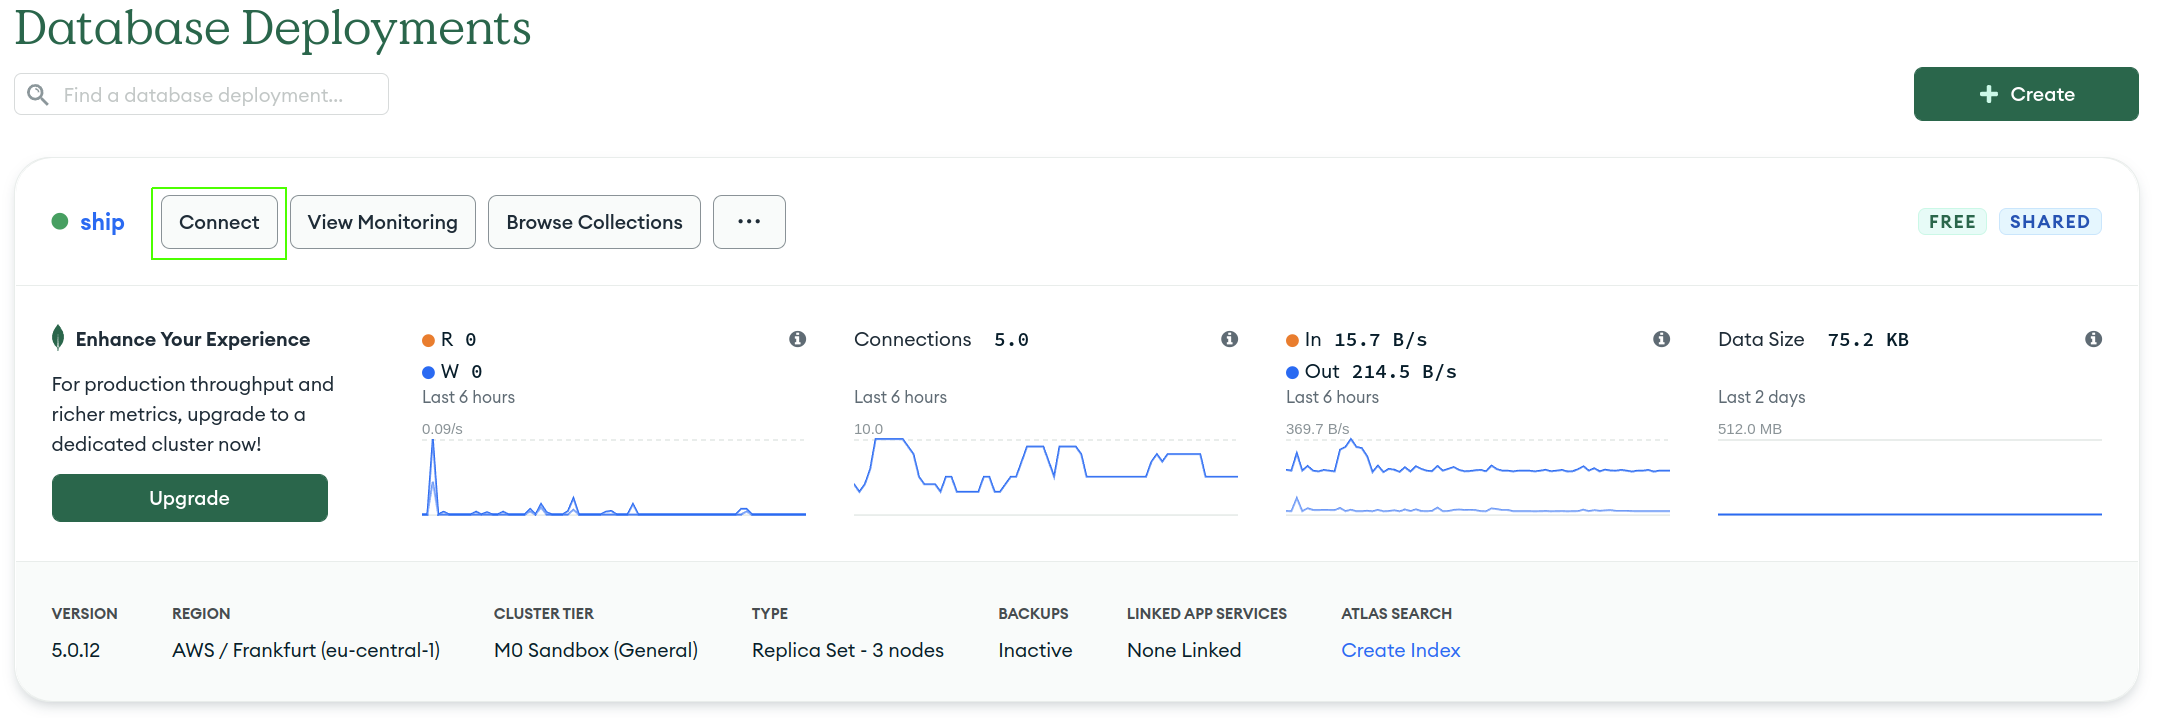 Database Deployments
Find a database deployment...
+ Create
ship
Connect
View Monitoring
Browse Collections
...
FREE
SHARED
Enhance Your Experience
For production throughput and
richer metrics, upgrade to a
dedicated cluster now!
Upgrade
R 0
W 0
Last 6 hours
0.09/s
Connections 5.0
Last 6 hours
10.0
In 15.7 B/s
Out 214.5 B/s
Last 6 hours
369.7 B/s
Data Size 75.2 KB
Last 2 days
512.0 MB
VERSION
5.0.12
REGION
AWS / Frankfurt (eu-central-1)
CLUSTER TIER
M0 Sandbox (General)
TYPE
Replica Set - 3 nodes
BACKUPS
Inactive
LINKED APP SERVICES
None Linked
ATLAS SEARCH
Create Index